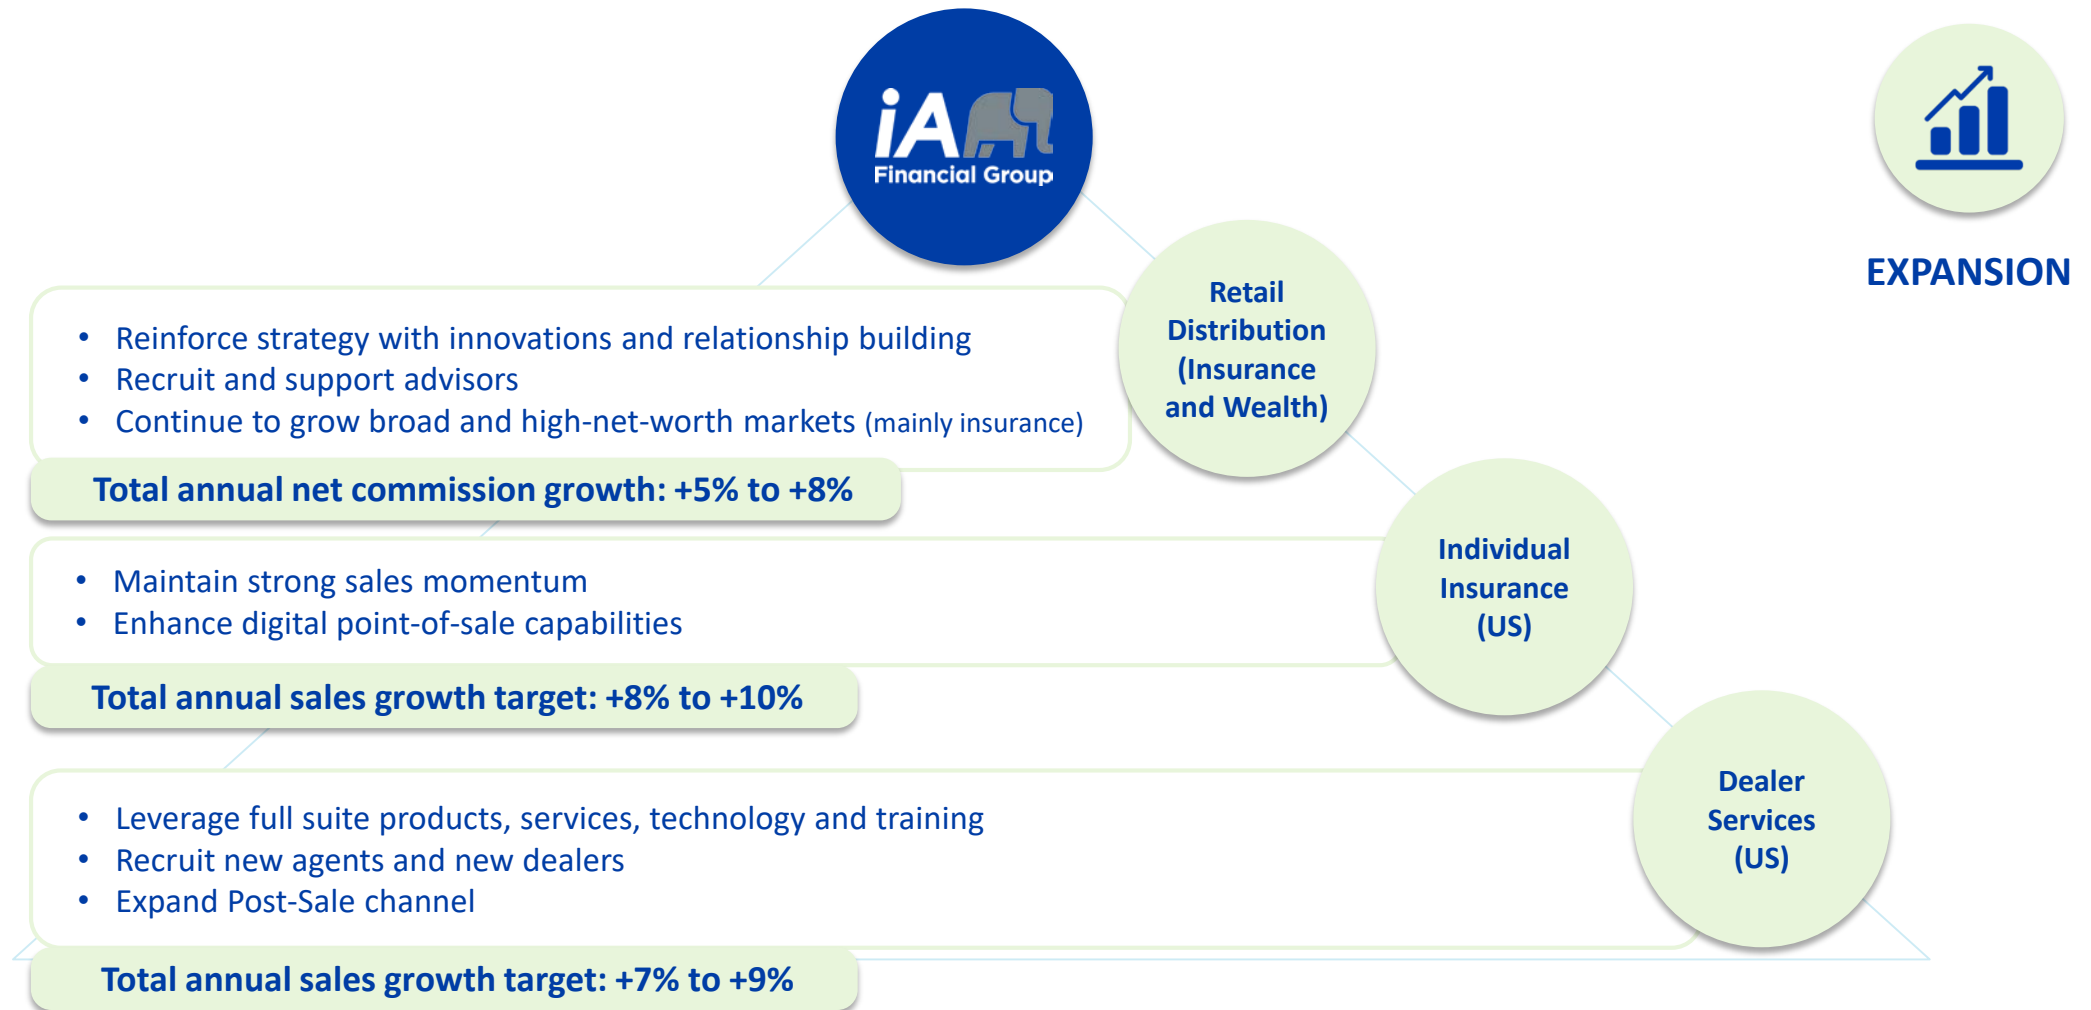 iA
Financial Group
EXPANSION
Retail
Distribution
(Insurance
and Wealth)
• Reinforce strategy with innovations and relationship building
• Recruit and support advisors
• Continue to grow broad and high-net-worth markets (mainly insurance)
Total annual net commission growth: +5% to +8%
Individual
Insurance
(US)
• Maintain strong sales momentum
• Enhance digital point-of-sale capabilities
Total annual sales growth target: +8% to +10%
Dealer
Services
(US)
• Leverage full suite products, services, technology and training
• Recruit new agents and new dealers
• Expand Post-Sale channel
Total annual sales growth target: +7% to +9%